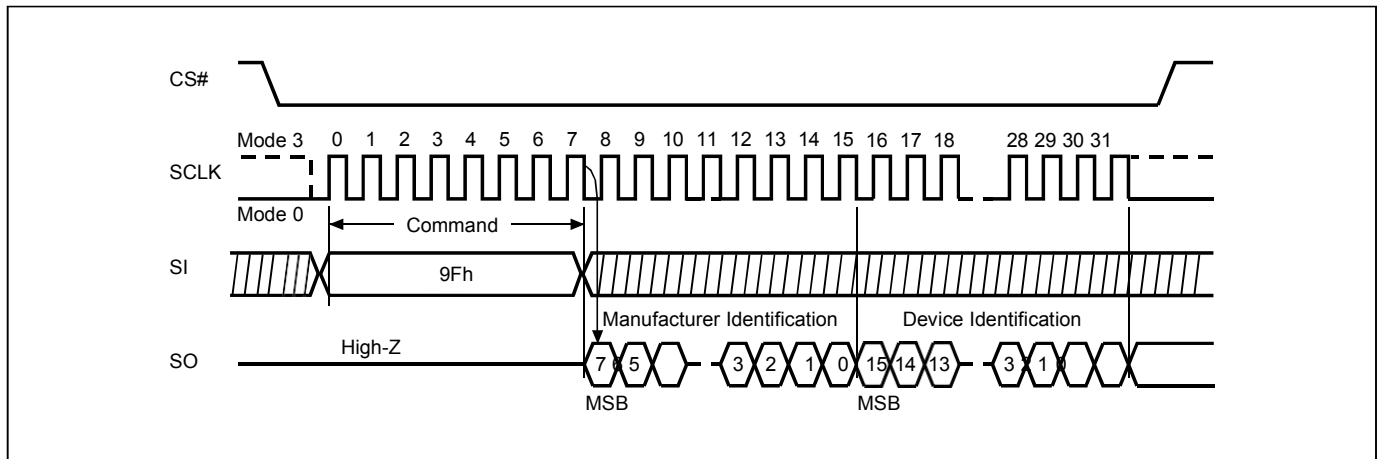 CS#
Mode 3 0 1 2 3 4 5 6 7 8 9 10 11 12 13 14 15 16 17 18 28 29 30 31
SCLK
Mode 0
Command
SI
9Fh
Manufacturer Identification Device Identification
High-Z
SO
7 6 5 3 2 1 0 15 14 13 3 2 1 0
MSB MSB